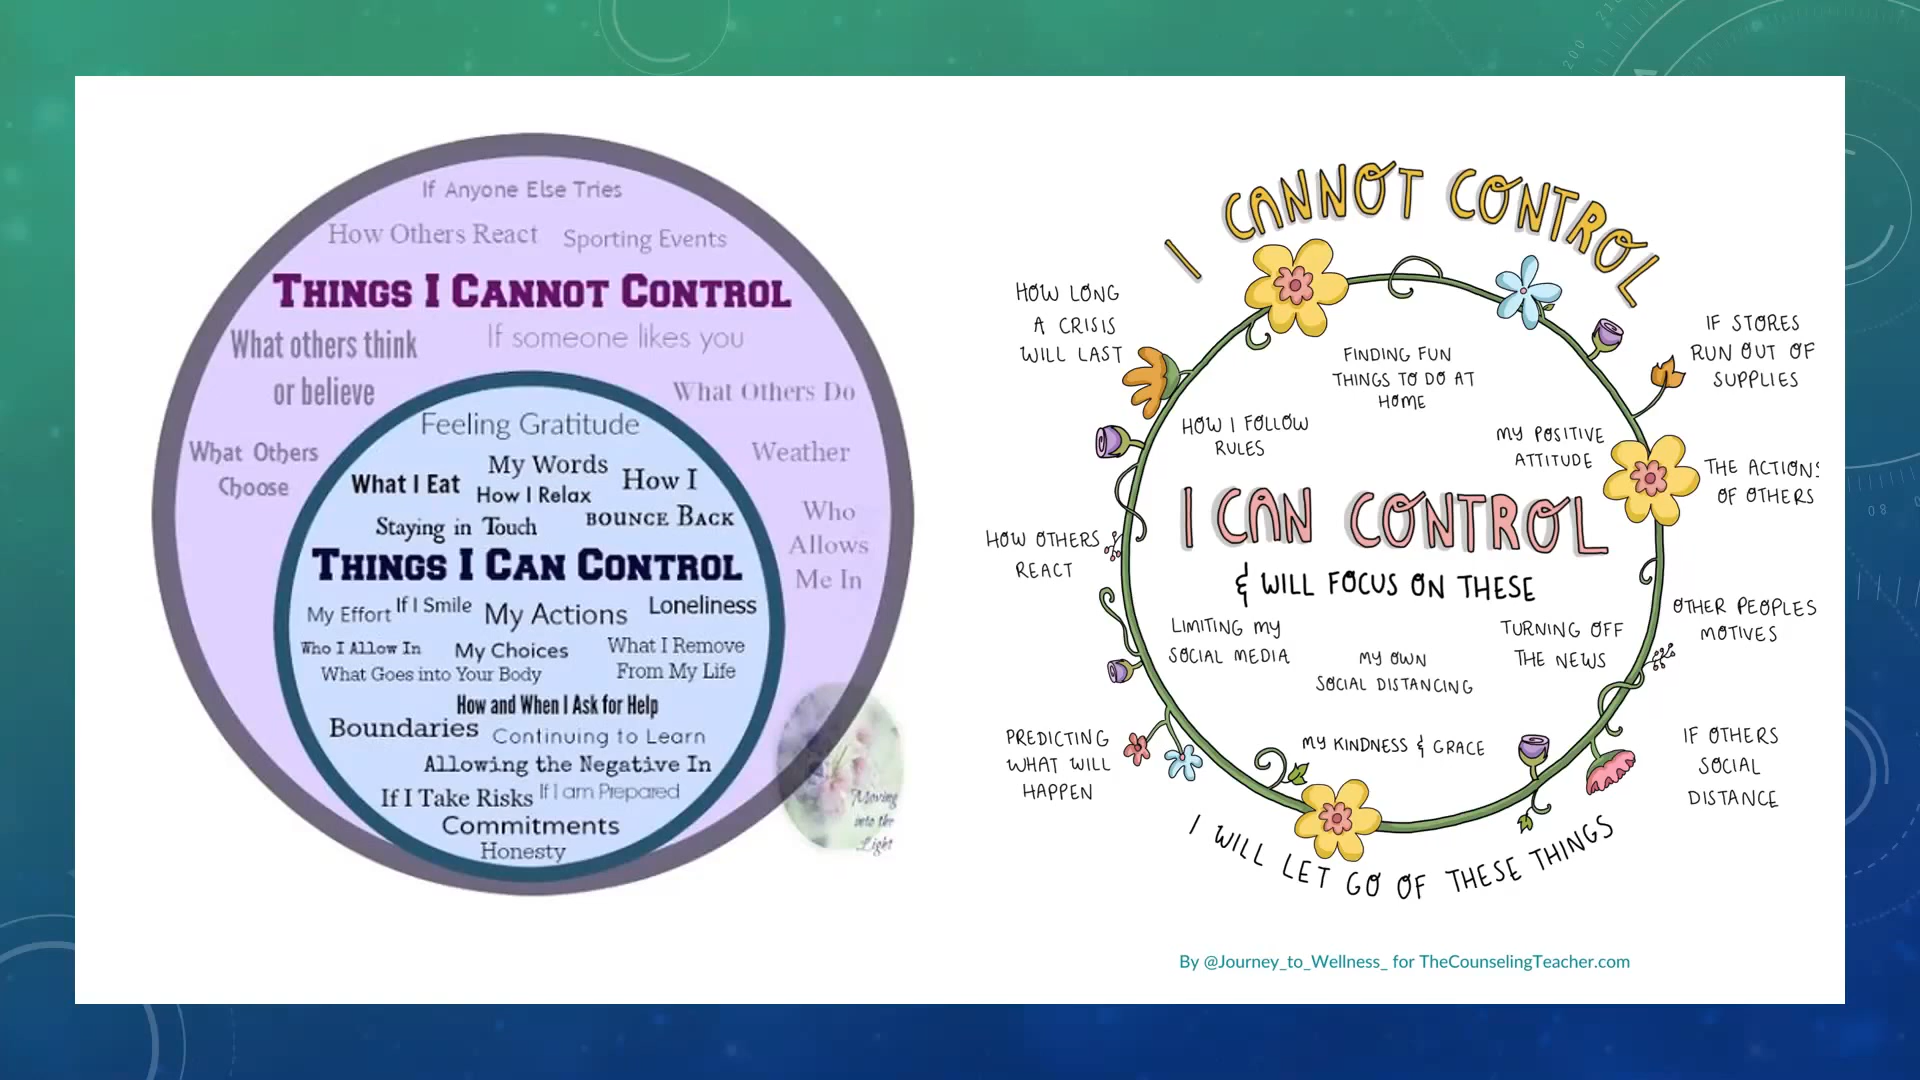 If Anyone Else Tries
How Others React
Sporting Events
THINGS I CANNOT CONTROL
What others think
or believe
If someone likes you
What Others Do
What Others
Choose
Weather
Who
Allows
Me In
Feeling Gratitude
My Words
What I Eat
How I Relax
How I
BOUNCE BACK
Staying in Touch
THINGS I CAN CONTROL
My Effort
If I Smile
My Actions
Loneliness
Who I Allow In
My Choices
What I Remove
From My Life
What Goes into Your Body
How and When I Ask for Help
Boundaries
Continuing to Learn
Allowing the Negative In
If I Take Risks
If I am Prepared
Commitments
Honesty
Moving
into the
Light
I CANNOT CONTROL
HOW LONG
A CRISIS
WILL LAST
IF STORES
RUN OUT OF
SUPPLIES
FINDING FUN
THINGS TO DO AT
HOME
HOW I FOLLOW
RULES
MY POSITIVE
ATTITUDE
THE ACTIONS
OF OTHERS
I CAN CONTROL
& WILL FOCUS ON THESE
HOW OTHERS
REACT
LIMITING MY
SOCIAL MEDIA
MY OWN
SOCIAL DISTANCING
TURNING OFF
THE NEWS
OTHER PEOPLES
MOTIVES
PREDICTING
WHAT WILL
HAPPEN
MY KINDNESS & GRACE
IF OTHERS
SOCIAL
DISTANCE
I WILL LET GO OF THESE THINGS
By @Journey_to_Wellness_ for TheCounselingTeacher.com